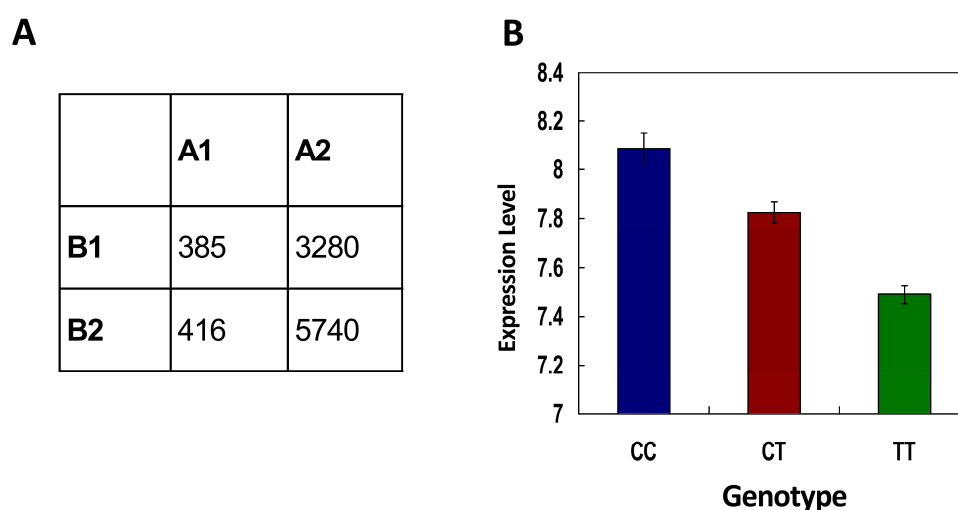 A
A1 A2
B1 385 3280
B2 416 5740
B
8.4
8.2
8
7.8
7.6
7.4
7.2
7
Expression Level
CC CT TT
Genotype